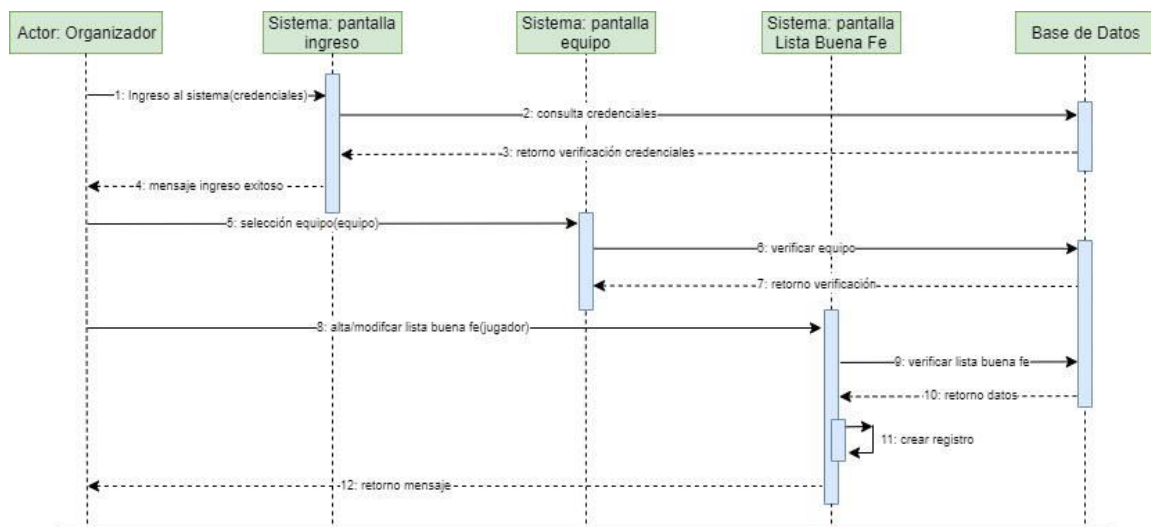 Actor: Organizador
Sistema: pantalla
ingreso
Sistema: pantalla
equipo
Sistema: pantalla
Lista Buena Fe
Base de Datos
1: Ingreso al sistema(credenciales)
2: consulta credenciales
3: retorno verificación credenciales
4: mensaje ingreso exitoso
5: selección equipo(equipo)
6: verificar equipo
7: retorno verificación
8: alta/modifcar lista buena fe(jugador)
9: verificar lista buena fe
10: retorno datos
11: crear registro
12: retorno mensaje